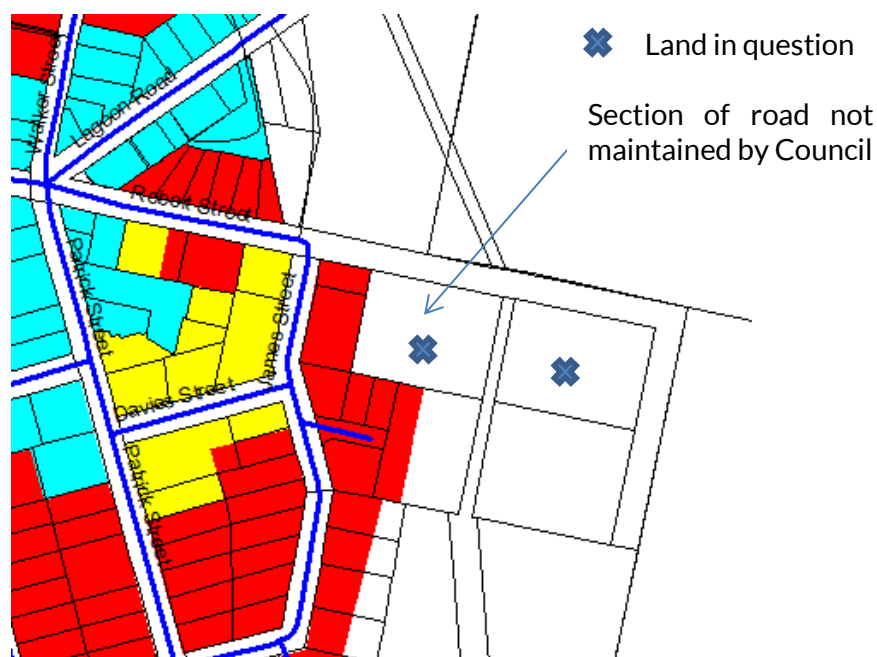 Land in question
Section of road not
maintained by Council
Walker Street
Lagoon Road
Robert Street
Patrick Street
James Street
Davies Street
Patrick Street